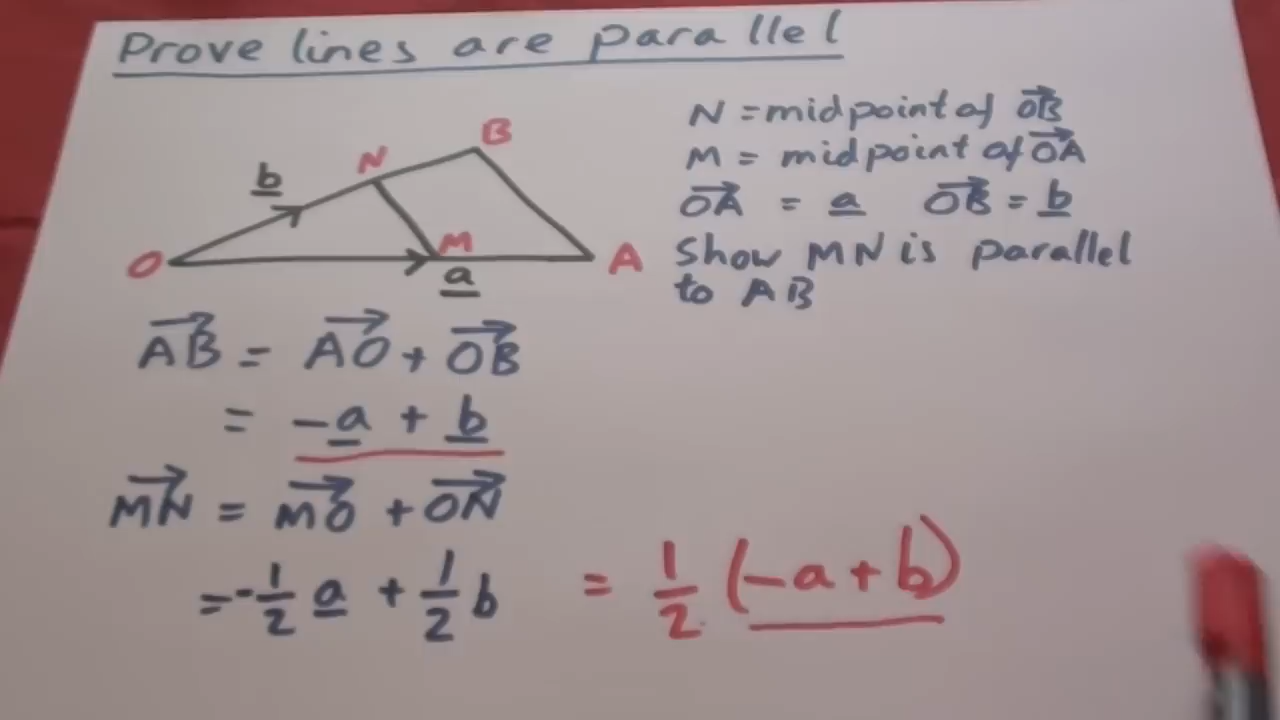 Prove lines are parallel
N = midpoint of OB
M = midpoint of OA
OA = a OB = b
Show MN is parallel
to AB
B
N
b
M
O
A
a
AB = AO + OB
= -a + b
MN = MO + ON
= -1/2 a + 1/2 b = 1/2 (-a + b)